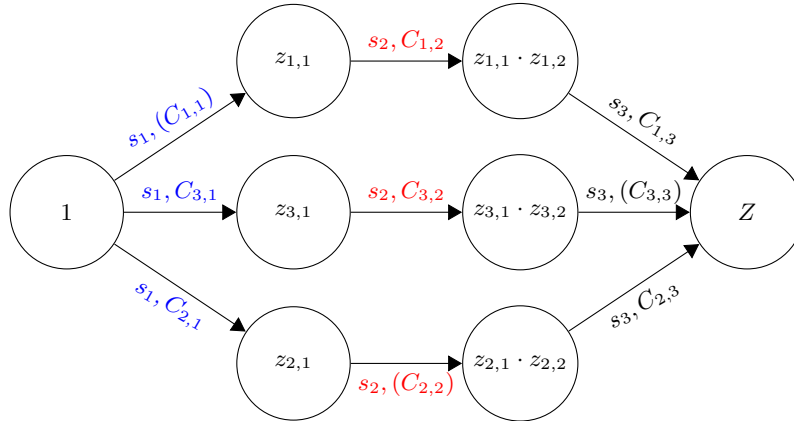 z_{1,1}
s_2, C_{1,2}
z_{1,1} · z_{1,2}
s_1, (C_{1,1})
s_3, C_{1,3}
1
s_1, C_{3,1}
z_{3,1}
s_2, C_{3,2}
z_{3,1} · z_{3,2}
s_3, (C_{3,3})
Z
s_1, C_{2,1}
s_3, C_{2,3}
z_{2,1}
s_2, (C_{2,2})
z_{2,1} · z_{2,2}